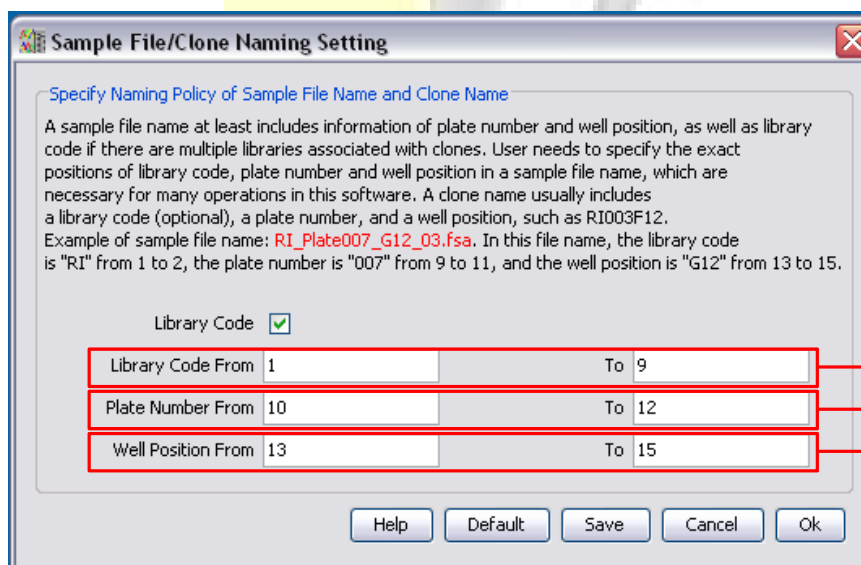 Sample File/Clone Naming Setting
Specify Naming Policy of Sample File Name and Clone Name
A sample file name at least includes information of plate number and well position, as well as library
code if there are multiple libraries associated with clones. User needs to specify the exact
positions of library code, plate number and well position in a sample file name, which are
necessary for many operations in this software. A clone name usually includes
a library code (optional), a plate number, and a well position, such as RI003F12.
Example of sample file name: RI_Plate007_G12_03.fsa. In this file name, the library code
is "RI" from 1 to 2, the plate number is "007" from 9 to 11, and the well position is "G12" from 13 to 15.
Library Code
Library Code From 1 To 9
Plate Number From 10 To 12
Well Position From 13 To 15
Help Default Save Cancel Ok